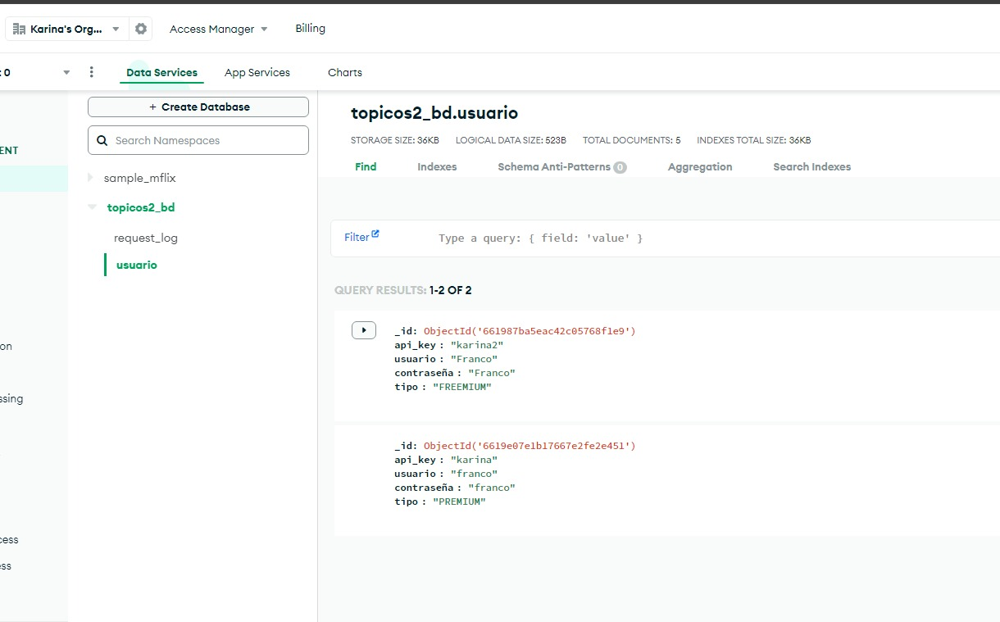 Karina's Org...
Access Manager
Billing
: 0
Data Services
App Services
Charts
+ Create Database
Search Namespaces
ENT
sample_mflix
topicos2_bd
request_log
usuario
on
ssing
cess
ess
topicos2_bd.usuario
STORAGE SIZE: 36KB LOGICAL DATA SIZE: 523B TOTAL DOCUMENTS: 5 INDEXES TOTAL SIZE: 36KB
Find
Indexes
Schema Anti-Patterns 0
Aggregation
Search Indexes
Filter
Type a query: { field: 'value' }
QUERY RESULTS: 1-2 OF 2
_id: ObjectId('661987ba5eac42c05768f1e9')
api_key : "karina2"
usuario : "Franco"
contraseña : "Franco"
tipo : "FREEMIUM"
_id: ObjectId('6619e07e1b17667e2fe2e451')
api_key : "karina"
usuario : "franco"
contraseña : "franco"
tipo : "PREMIUM"